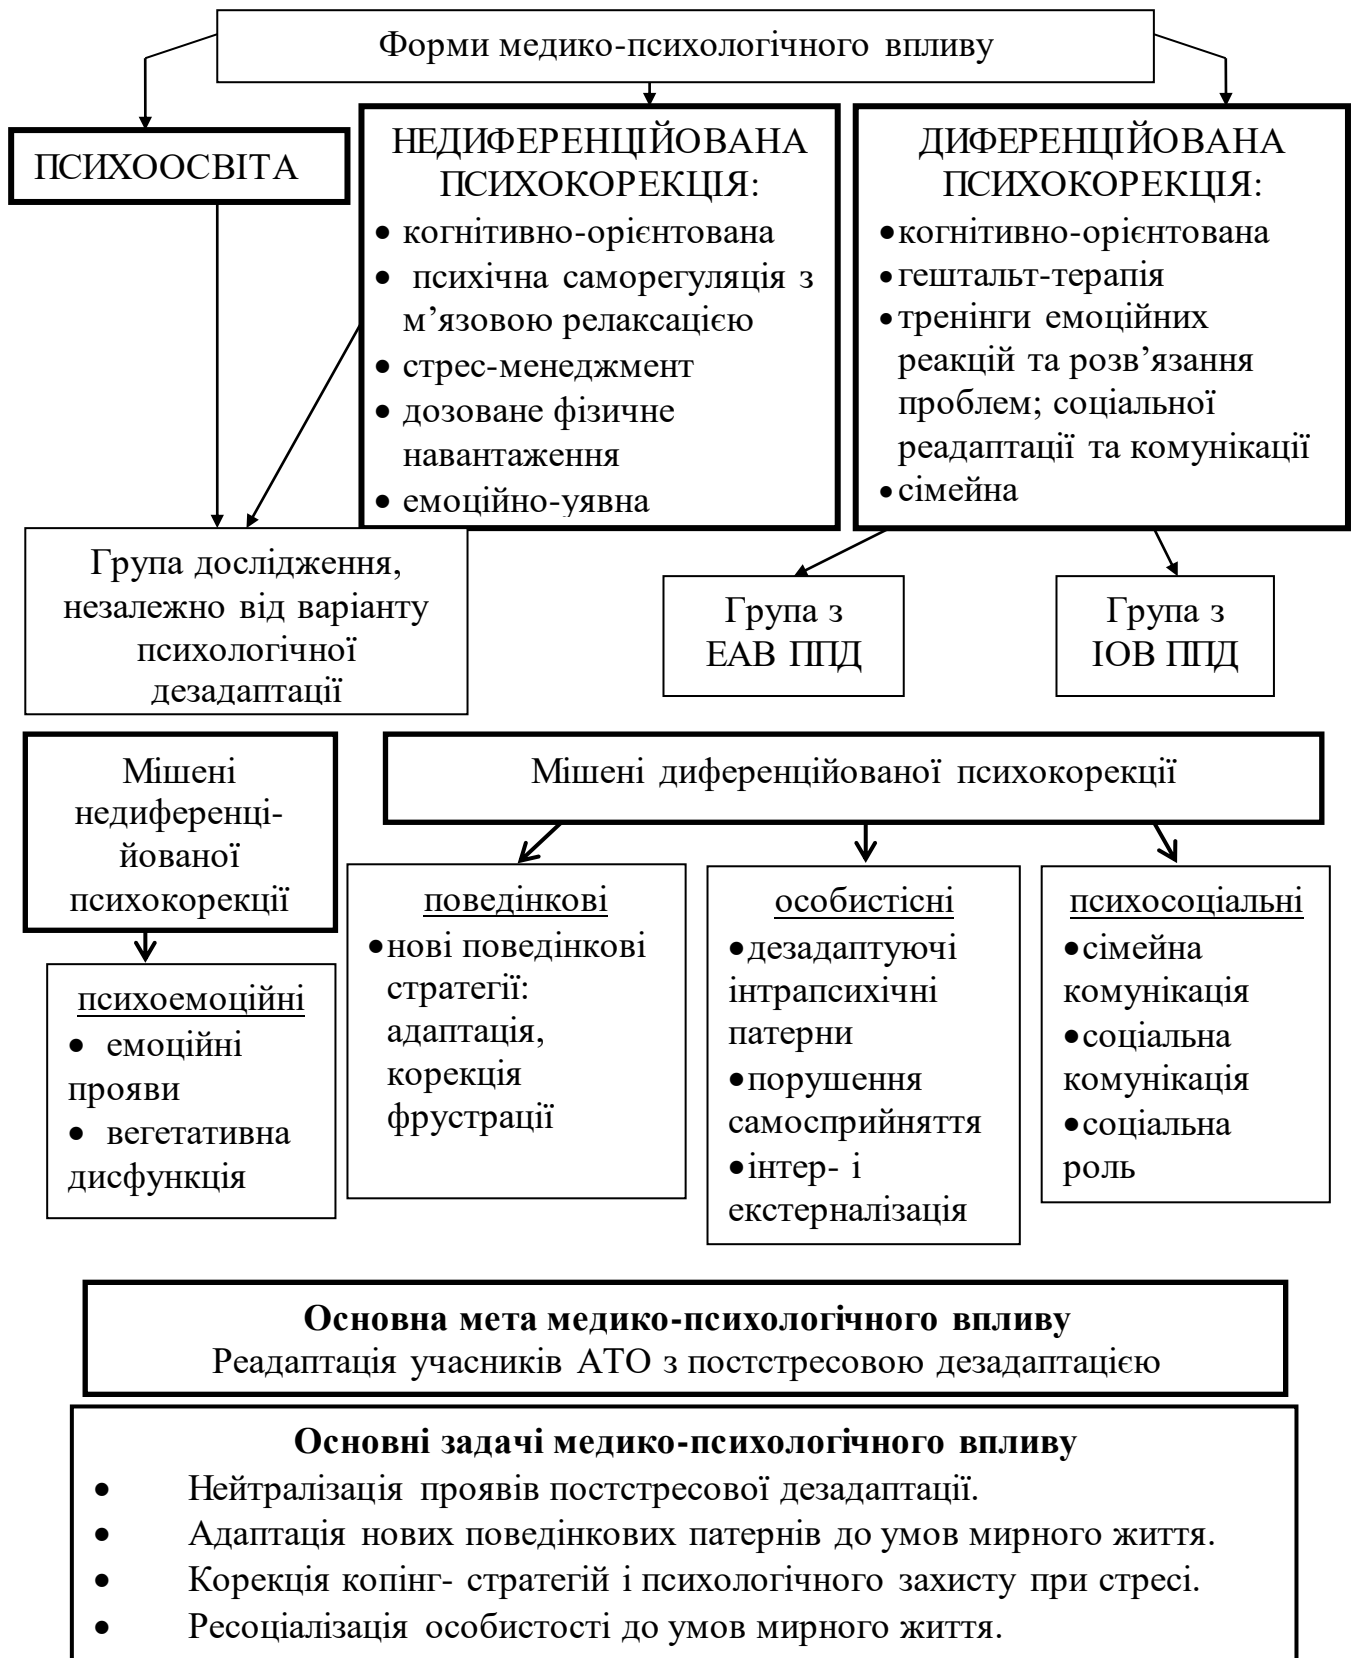 Форми медико-психологічного впливу
ПСИХООСВІТА
НЕДИФЕРЕНЦІЙОВАНА
ПСИХОКОРЕКЦІЯ:
• когнітивно-орієнтована
• психічна саморегуляція з
м’язовою релаксацією
• стрес-менеджмент
• дозоване фізичне
навантаження
• емоційно-уявна
ДИФЕРЕНЦІЙОВАНА
ПСИХОКОРЕКЦІЯ:
•когнітивно-орієнтована
•гештальт-терапія
•тренінги емоційних
реакцій та розв’язання
проблем; соціальної
реадаптації та комунікації
•сімейна
Група дослідження,
незалежно від варіанту
психологічної
дезадаптації
Група з
ЕАВ ППД
Група з
ІОВ ППД
Мішені
недиференці-
йованої
психокорекції
Мішені диференційованої психокорекції
психоемоційні
• емоційні
прояви
• вегетативна
дисфункція
поведінкові
•нові поведінкові
стратегії:
адаптація,
корекція
фрустрації
особистісні
•дезадаптуючі
інтрапсихічні
патерни
•порушення
самосприйняття
•інтер- і
екстерналізація
психосоціальні
•сімейна
комунікація
•соціальна
комунікація
•соціальна
роль
Основна мета медико-психологічного впливу
Реадаптація учасників АТО з постстресовою дезадаптацією
Основні задачі медико-психологічного впливу
• Нейтралізація проявів постстресової дезадаптації.
• Адаптація нових поведінкових патернів до умов мирного життя.
• Корекція копінг- стратегій і психологічного захисту при стресі.
• Ресоціалізація особистості до умов мирного життя.